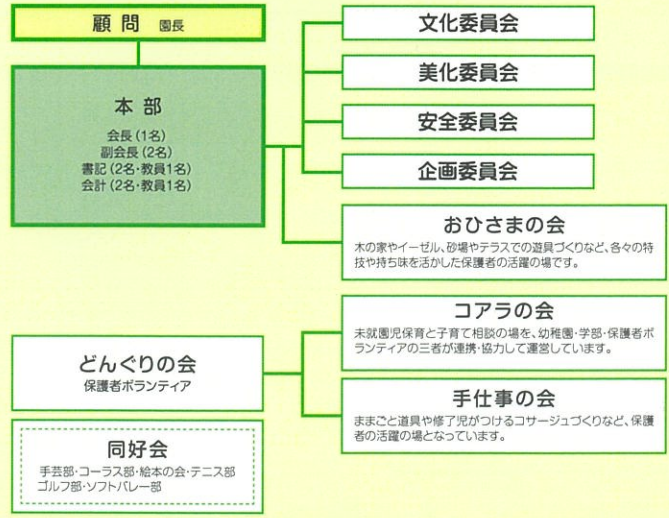 顧問 園長
本部
会長(1名)
副会長(2名)
書記(2名・教員1名)
会計(2名・教員1名)
文化委員会
美化委員会
安全委員会
企画委員会
おひさまの会
木の家やイーゼル、砂場やテラスでの遊具づくりなど、各々の特
技や持ち味を活かした保護者の活躍の場です。
どんぐりの会
保護者ボランティア
コアラの会
未就園児保育と子育て相談の場を、幼稚園・学部・保護者ボ
ランティアの三者が連携・協力して運営しています。
手仕事の会
ままごと道具や修了児がつけるコサージュづくりなど、保護
者の活躍の場となっています。
同好会
手芸部・コーラス部・絵本の会・テニス部
ゴルフ部・ソフトバレー部